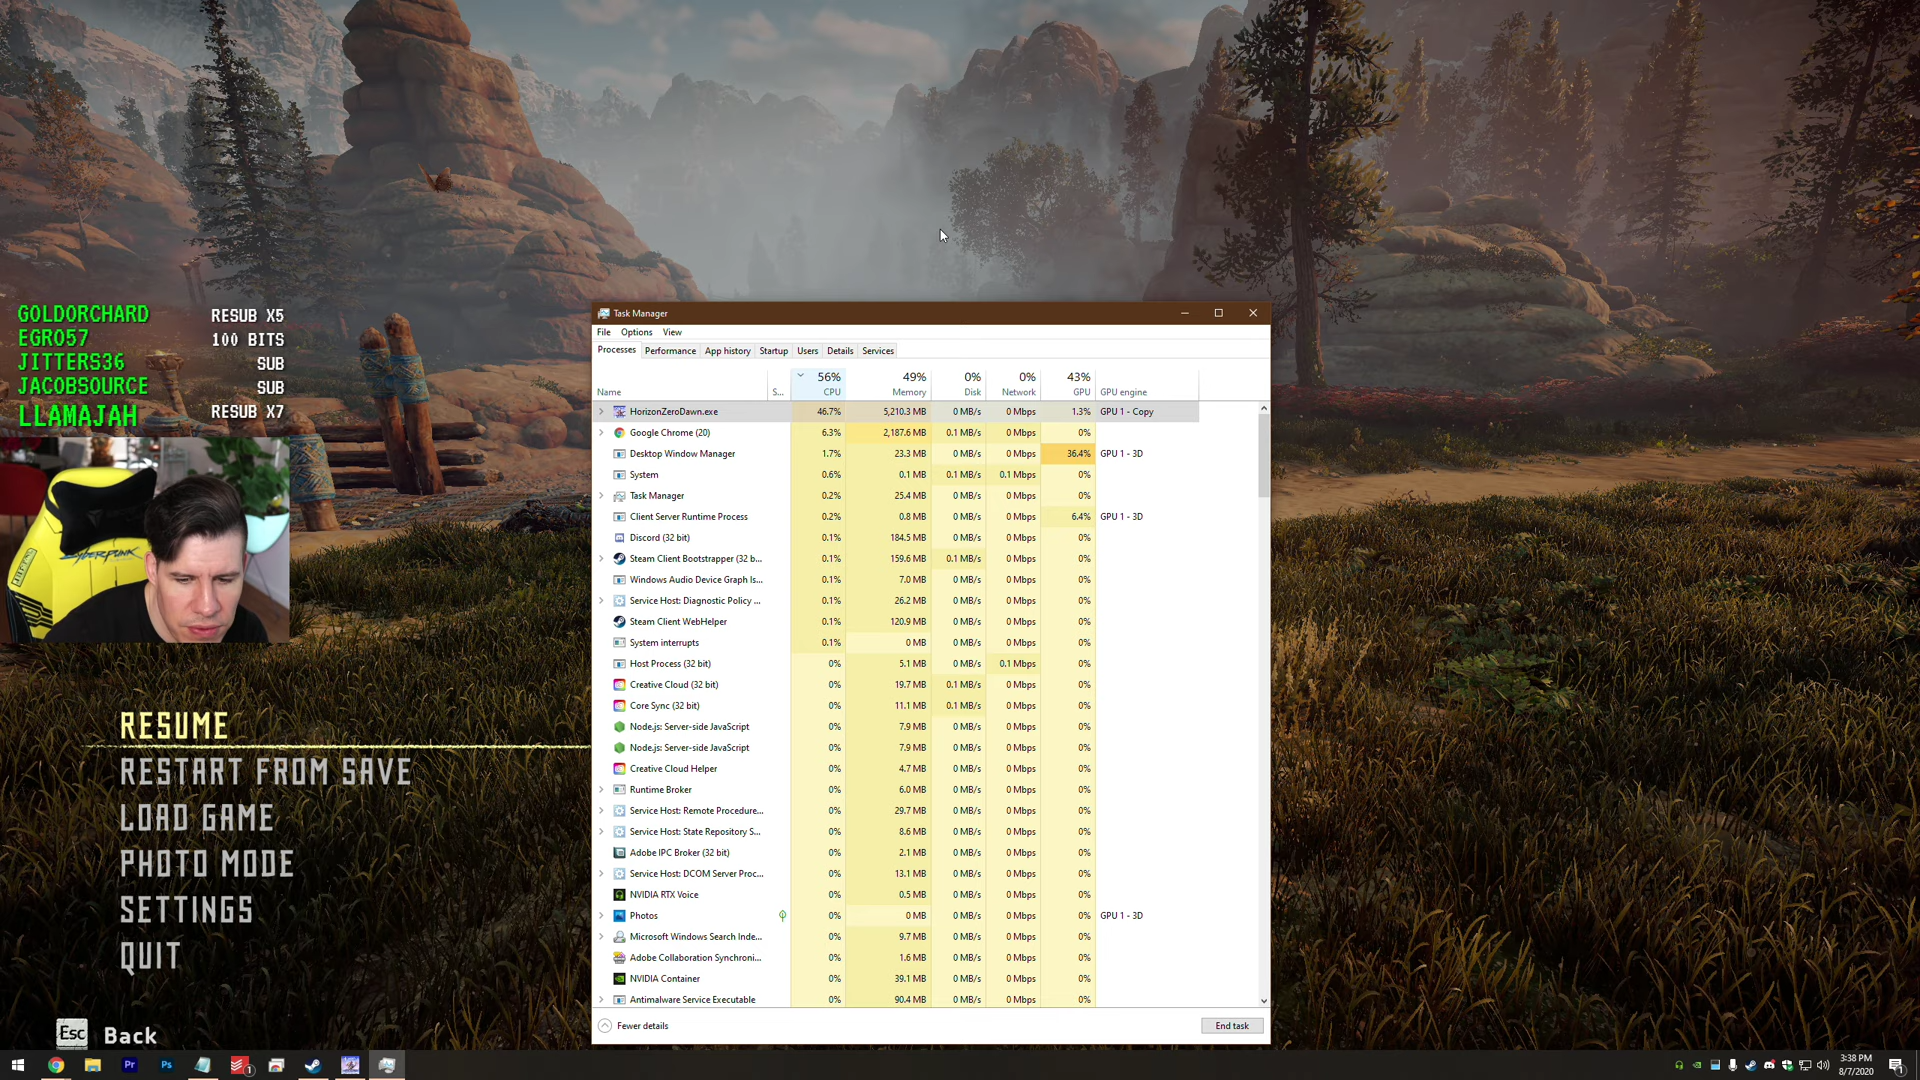 GOLDORCHARD RESUB X5
EGRO57 100 BITS
JITTERS36 SUB
JACOBSOURCE SUB
LLAMAJAH RESUB X7
CYBERPUNK
RESUME
RESTART FROM SAVE
LOAD GAME
PHOTO MODE
SETTINGS
QUIT
Esc Back
Task Manager
File Options View
Processes Performance App history Startup Users Details Services
56% 49% 0% 0% 43%
Name S... CPU Memory Disk Network GPU GPU engine
HorizonZeroDawn.exe 46.7% 5,210.3 MB 0 MB/s 0 Mbps 1.3% GPU 1 - Copy
Google Chrome (20) 6.3% 2,187.6 MB 0.1 MB/s 0 Mbps 0%
Desktop Window Manager 1.7% 23.3 MB 0 MB/s 0 Mbps 36.4% GPU 1 - 3D
System 0.6% 0.1 MB 0.1 MB/s 0.1 Mbps 0%
Task Manager 0.2% 25.4 MB 0 MB/s 0 Mbps 0%
Client Server Runtime Process 0.2% 0.8 MB 0 MB/s 0 Mbps 6.4% GPU 1 - 3D
Discord (32 bit) 0.1% 184.5 MB 0 MB/s 0 Mbps 0%
Steam Client Bootstrapper (32 b... 0.1% 159.6 MB 0.1 MB/s 0 Mbps 0%
Windows Audio Device Graph Is... 0.1% 7.0 MB 0 MB/s 0 Mbps 0%
Service Host: Diagnostic Policy ... 0.1% 26.2 MB 0 MB/s 0 Mbps 0%
Steam Client WebHelper 0.1% 120.9 MB 0 MB/s 0 Mbps 0%
System interrupts 0.1% 0 MB 0 MB/s 0 Mbps 0%
Host Process (32 bit) 0% 5.1 MB 0 MB/s 0.1 Mbps 0%
Creative Cloud (32 bit) 0% 19.7 MB 0.1 MB/s 0 Mbps 0%
Core Sync (32 bit) 0% 11.1 MB 0.1 MB/s 0 Mbps 0%
Node.js: Server-side JavaScript 0% 7.9 MB 0 MB/s 0 Mbps 0%
Node.js: Server-side JavaScript 0% 7.9 MB 0 MB/s 0 Mbps 0%
Creative Cloud Helper 0% 4.7 MB 0 MB/s 0 Mbps 0%
Runtime Broker 0% 6.0 MB 0 MB/s 0 Mbps 0%
Service Host: Remote Procedure... 0% 29.7 MB 0 MB/s 0 Mbps 0%
Service Host: State Repository S... 0% 8.6 MB 0 MB/s 0 Mbps 0%
Adobe IPC Broker (32 bit) 0% 2.1 MB 0 MB/s 0 Mbps 0%
Service Host: DCOM Server Proc... 0% 13.1 MB 0 MB/s 0 Mbps 0%
NVIDIA RTX Voice 0% 0.5 MB 0 MB/s 0 Mbps 0%
Photos 0% 0 MB 0 MB/s 0 Mbps 0% GPU 1 - 3D
Microsoft Windows Search Inde... 0% 9.7 MB 0 MB/s 0 Mbps 0%
Adobe Collaboration Synchroni... 0% 1.6 MB 0 MB/s 0 Mbps 0%
NVIDIA Container 0% 39.1 MB 0 MB/s 0 Mbps 0%
Antimalware Service Executable 0% 90.4 MB 0 MB/s 0 Mbps 0%
Fewer details End task
Pr Ps 1 3:38 PM
8/7/2020 1